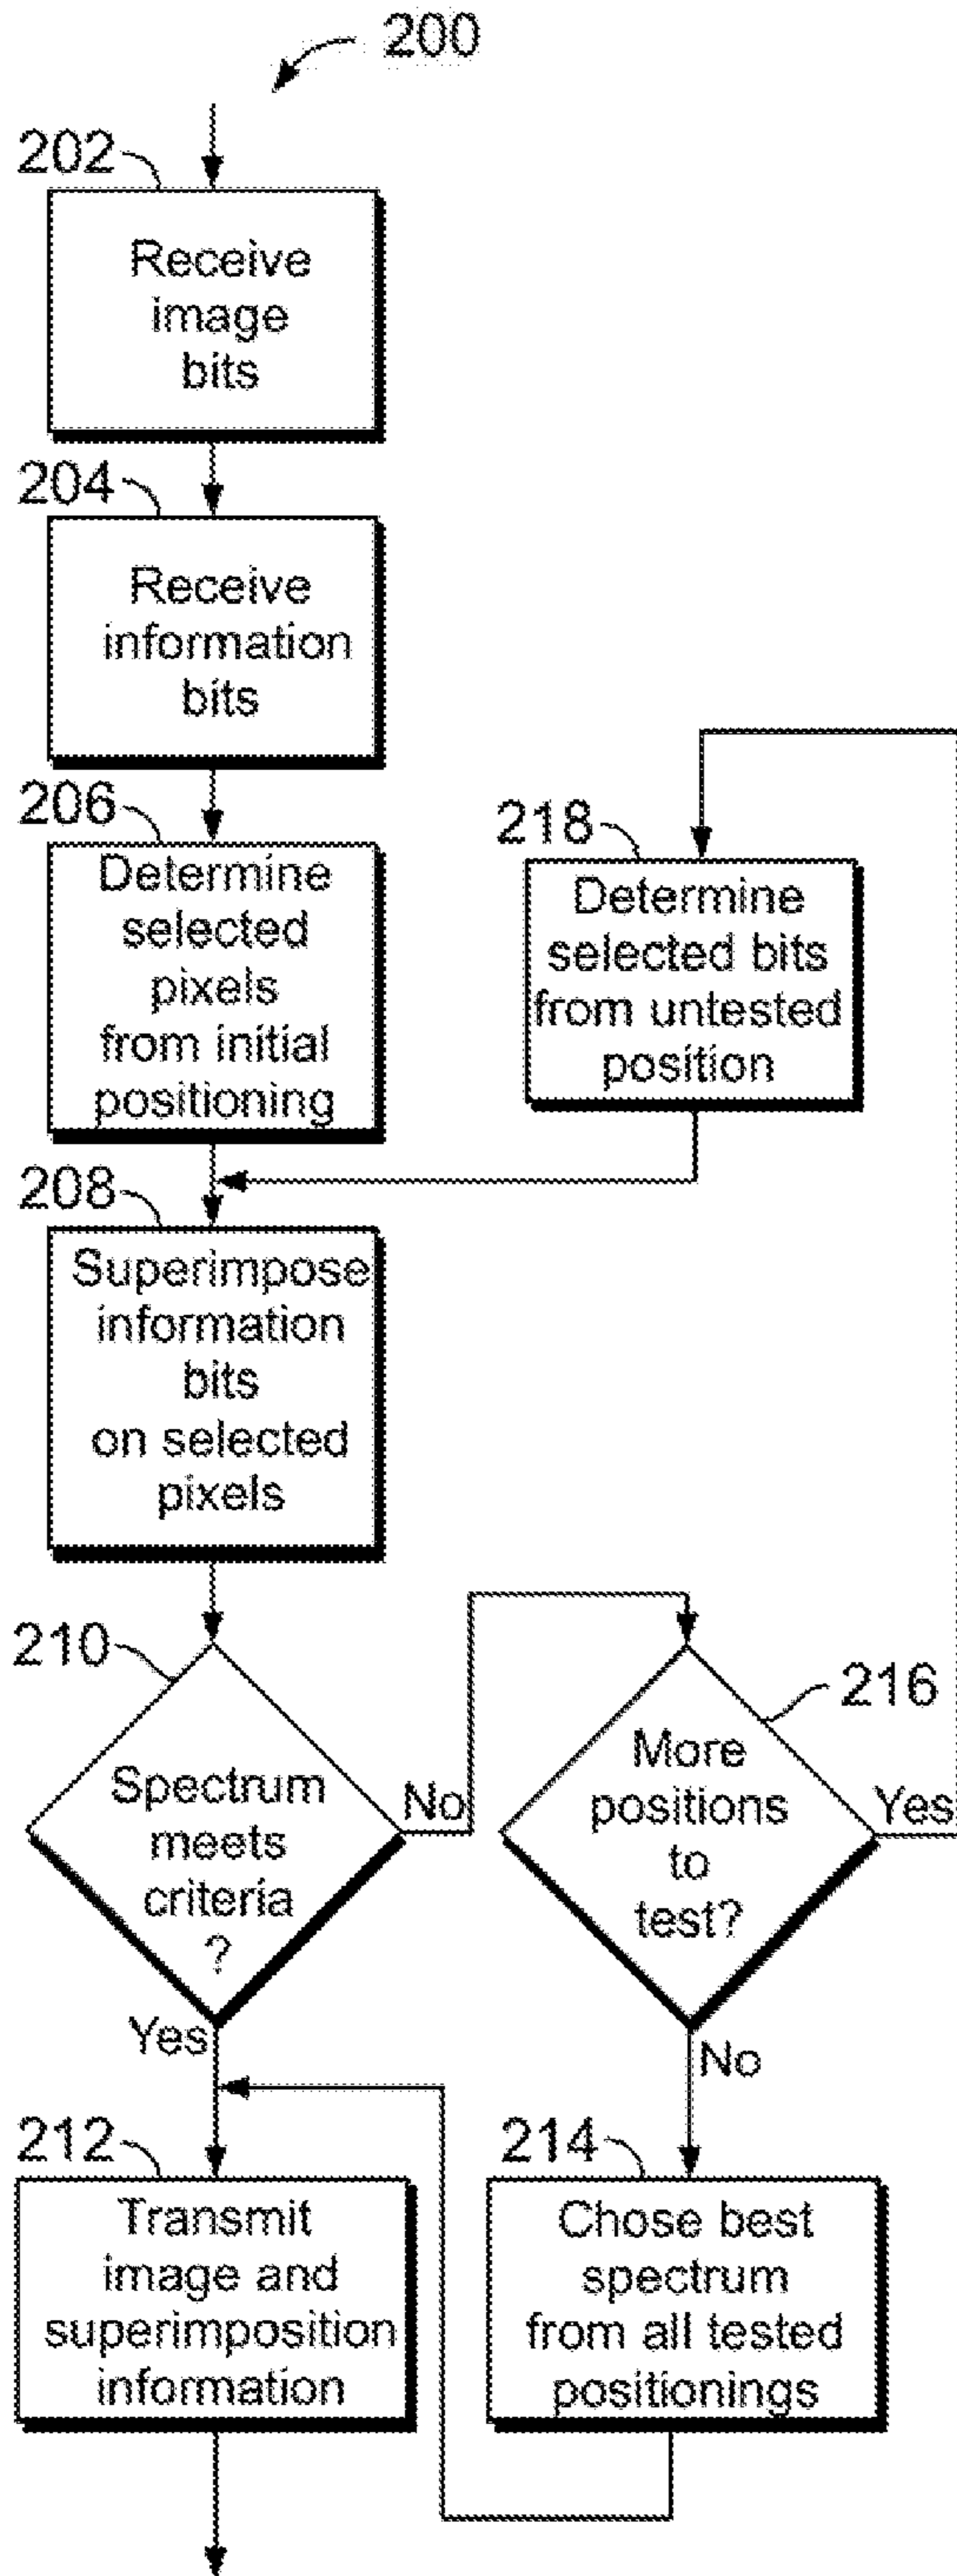 200
202
Receive
image
bits
204
Receive
information
bits
206
Determine
selected
pixels
from initial
positioning
218
Determine
selected bits
from untested
position
208
Superimpose
information
bits
on selected
pixels
210
Spectrum
meets
criteria
?
No
Yes
216
More
positions
to
test?
Yes
No
212
Transmit
image and
superimposition
information
214
Chose best
spectrum
from all tested
positionings